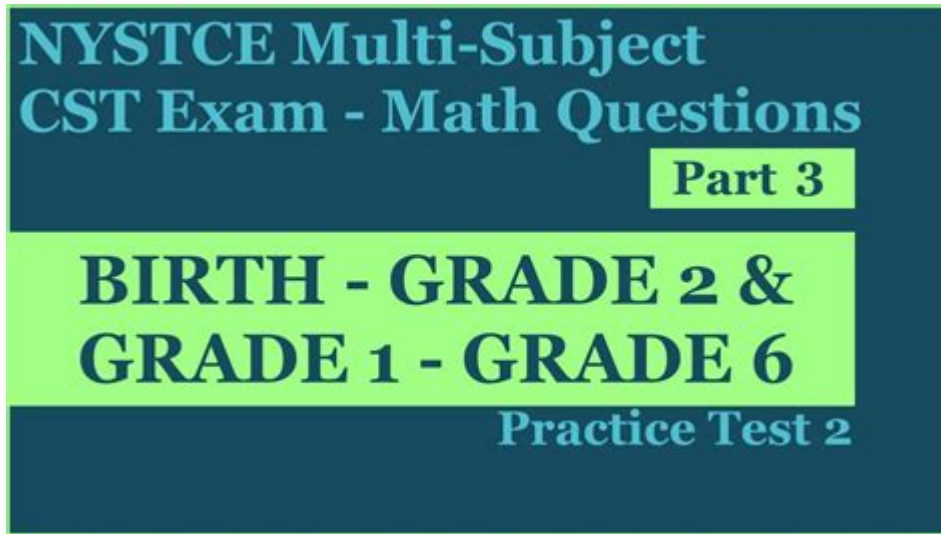 NYSTCE Multi-Subject
CST Exam - Math Questions
Part 3
BIRTH - GRADE 2 &
GRADE 1 - GRADE 6
Practice Test 2